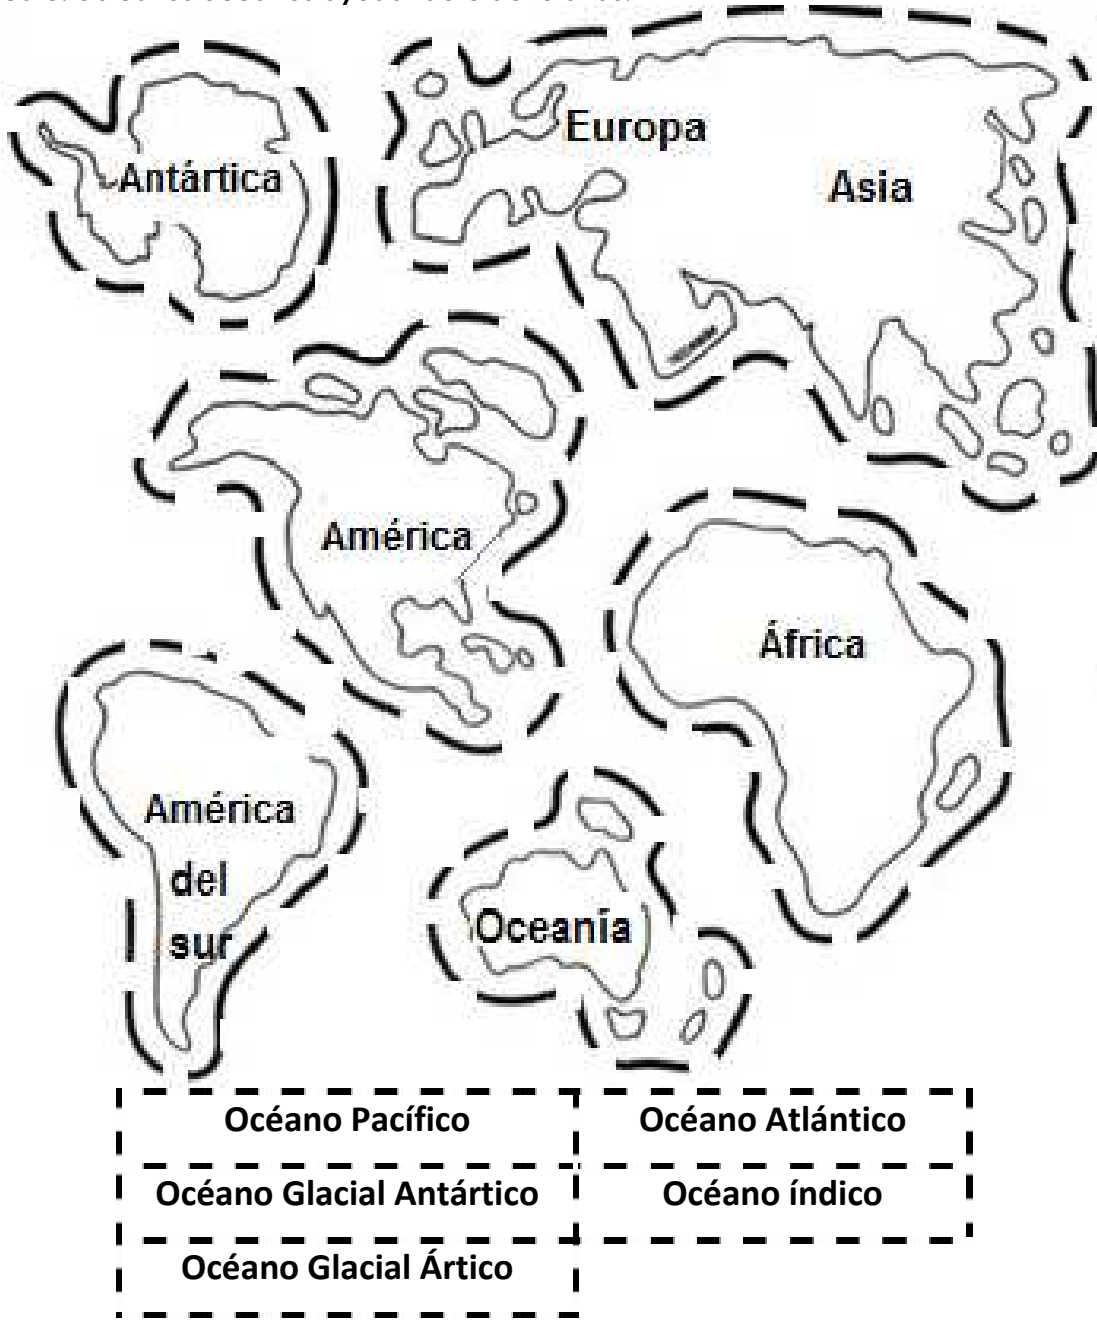 Antártica
Europa
Asia
América
África
América
del
sur
Oceanía
Océano Pacífico
Océano Atlántico
Océano Glacial Antártico
Océano índico
Océano Glacial Ártico